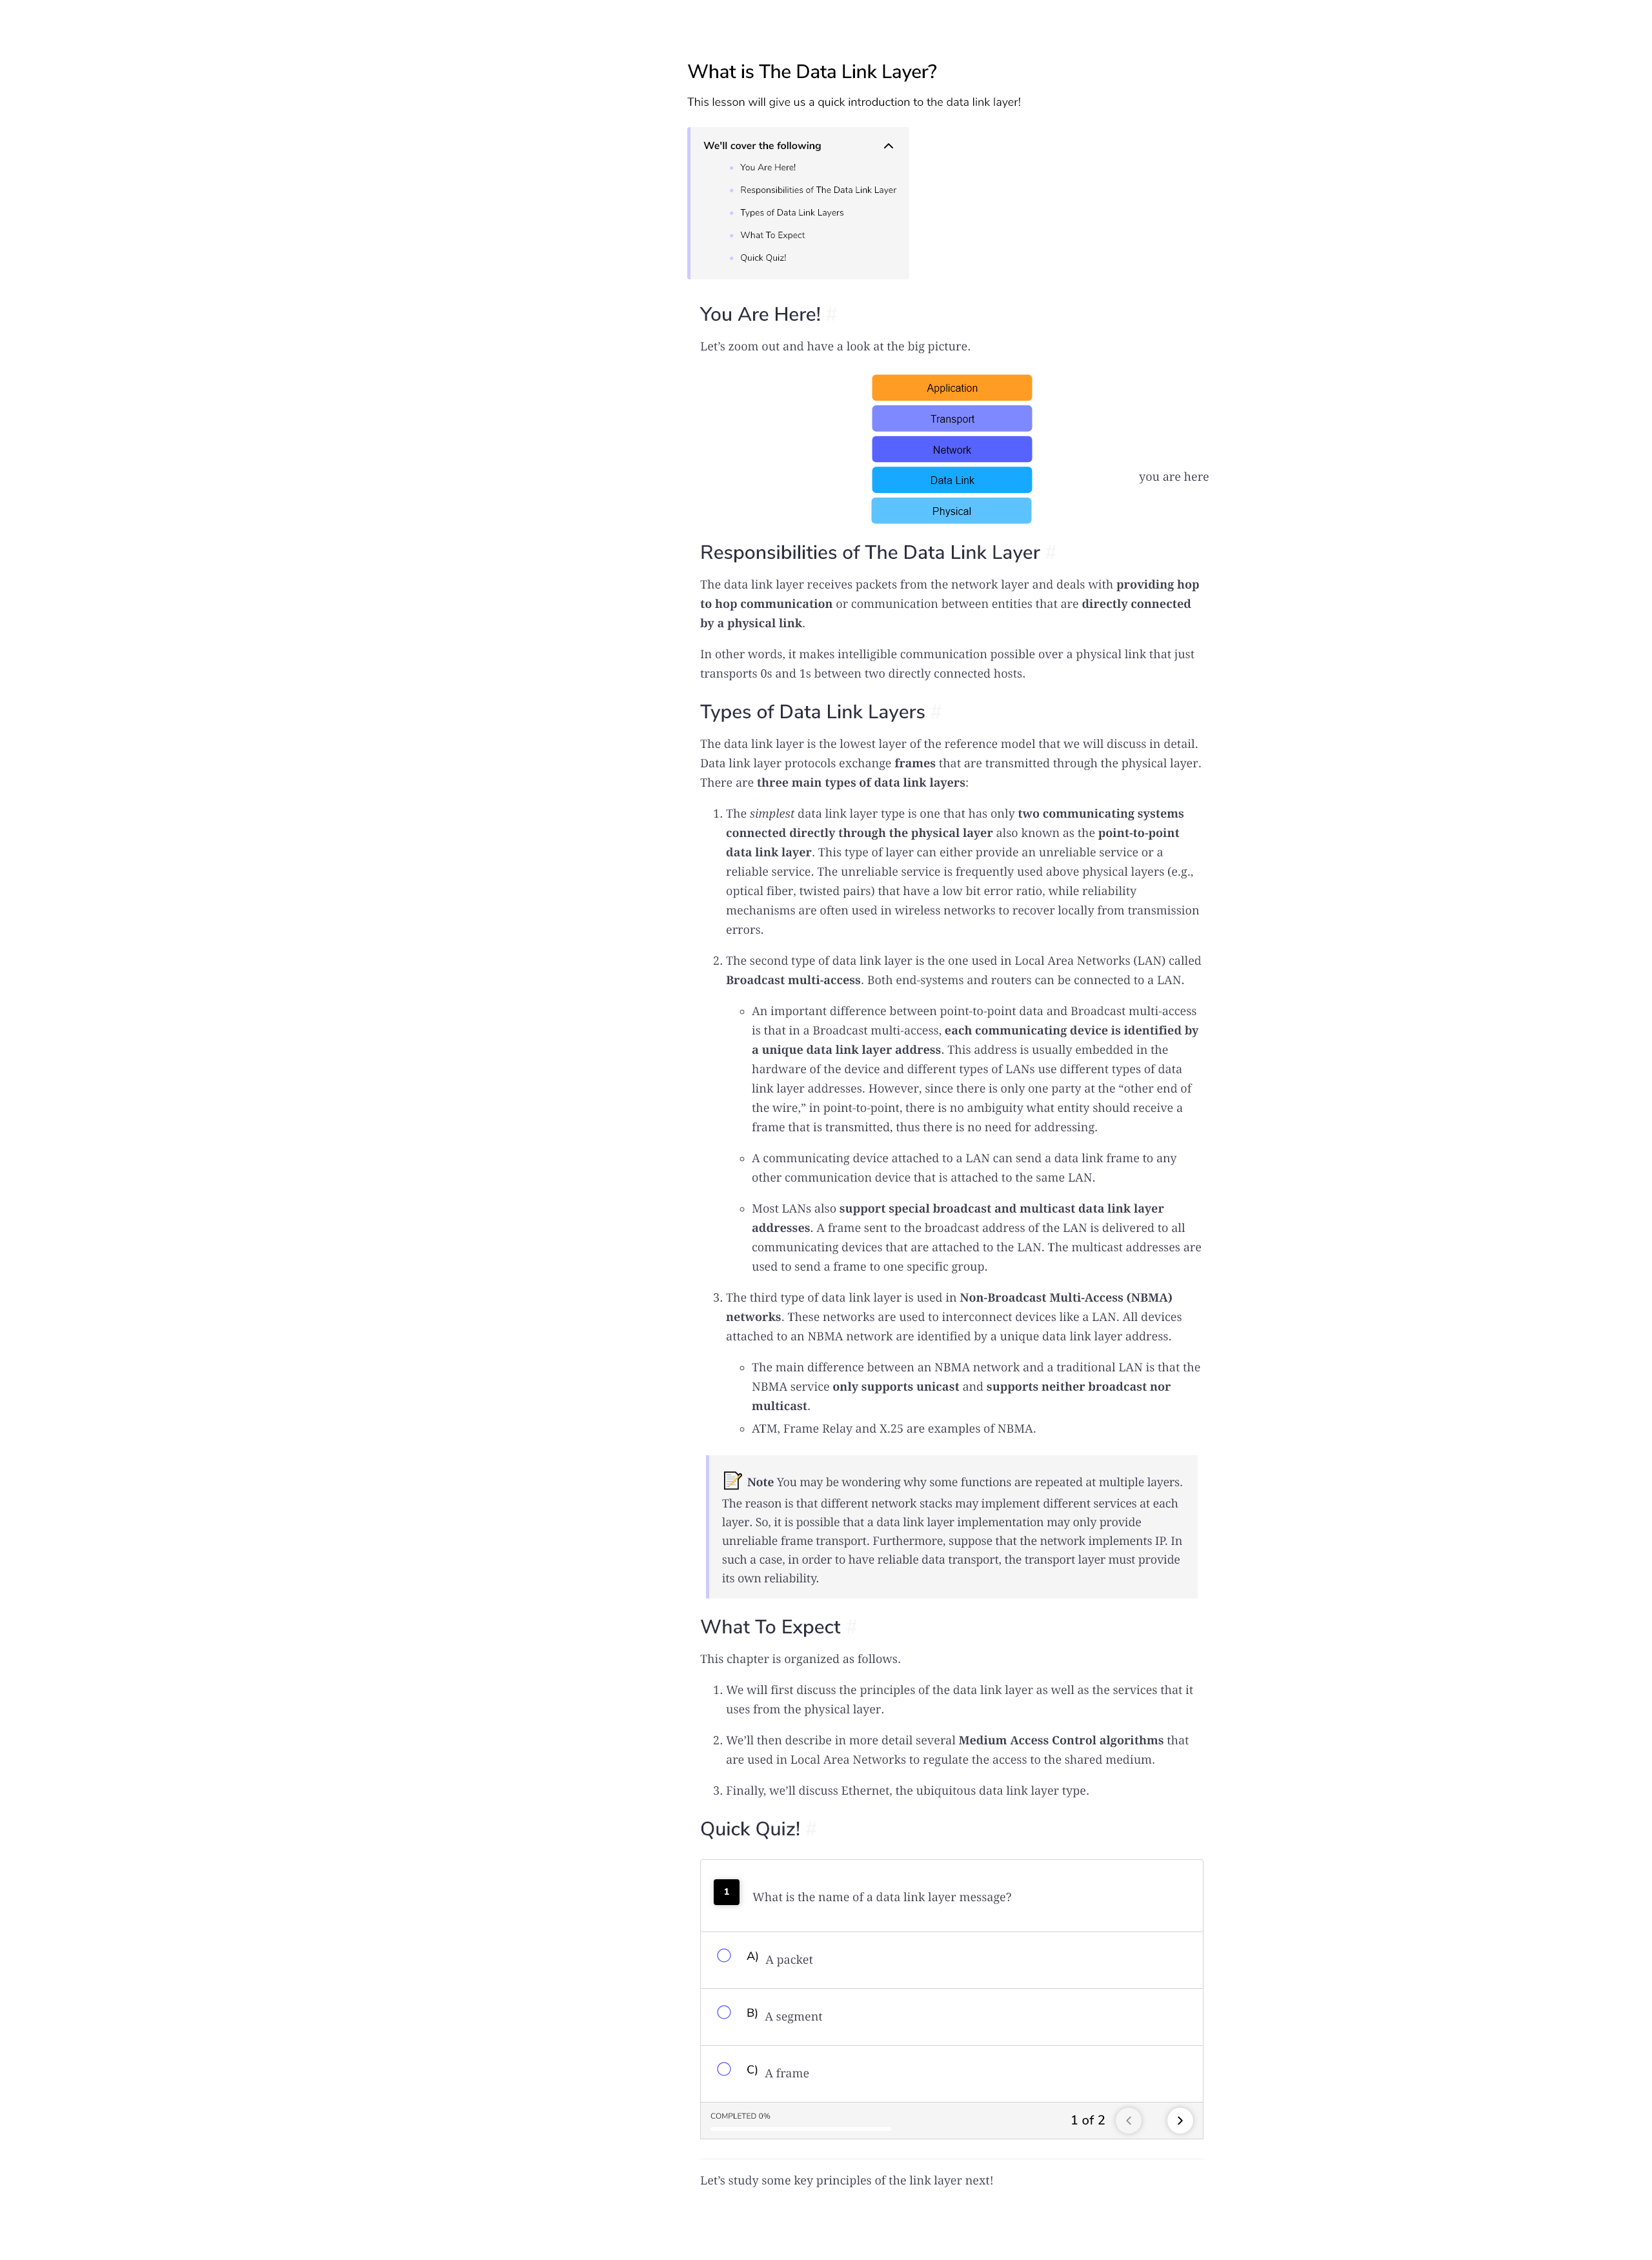 What is The Data Link Layer?
This lesson will give us a quick introduction to the data link layer!
We'll cover the following
You Are Here!
Responsibilities of The Data Link Layer
Types of Data Link Layers
What To Expect
Quick Quiz!
You Are Here! #
Let's zoom out and have a look at the big picture.
Application
Transport
Network
Data Link
you are here
Physical
Responsibilities of The Data Link Layer #
The data link layer receives packets from the network layer and deals with providing hop
to hop communication or communication between entities that are directly connected
by a physical link.
In other words, it makes intelligible communication possible over a physical link that just
transports 0s and 1s between two directly connected hosts.
Types of Data Link Layers #
The data link layer is the lowest layer of the reference model that we will discuss in detail.
Data link layer protocols exchange frames that are transmitted through the physical layer.
There are three main types of data link layers:
1. The simplest data link layer type is one that has only two communicating systems
connected directly through the physical layer also known as the point-to-point
data link layer. This type of layer can either provide an unreliable service or a
reliable service. The unreliable service is frequently used above physical layers (e.g.,
optical fiber, twisted pairs) that have a low bit error ratio, while reliability
mechanisms are often used in wireless networks to recover locally from transmission
errors.
2. The second type of data link layer is the one used in Local Area Networks (LAN) called
Broadcast multi-access. Both end-systems and routers can be connected to a LAN.
An important difference between point-to-point data and Broadcast multi-access
is that in a Broadcast multi-access, each communicating device is identified by
a unique data link layer address. This address is usually embedded in the
hardware of the device and different types of LANs use different types of data
link layer addresses. However, since there is only one party at the “other end of
the wire,” in point-to-point, there is no ambiguity what entity should receive a
frame that is transmitted, thus there is no need for addressing.
A communicating device attached to a LAN can send a data link frame to any
other communication device that is attached to the same LAN.
Most LANs also support special broadcast and multicast data link layer
addresses. A frame sent to the broadcast address of the LAN is delivered to all
communicating devices that are attached to the LAN. The multicast addresses are
used to send a frame to one specific group.
3. The third type of data link layer is used in Non-Broadcast Multi-Access (NBMA)
networks. These networks are used to interconnect devices like a LAN. All devices
attached to an NBMA network are identified by a unique data link layer address.
The main difference between an NBMA network and a traditional LAN is that the
NBMA service only supports unicast and supports neither broadcast nor
multicast.
ATM, Frame Relay and X.25 are examples of NBMA.
Note You may be wondering why some functions are repeated at multiple layers.
The reason is that different network stacks may implement different services at each
layer. So, it is possible that a data link layer implementation may only provide
unreliable frame transport. Furthermore, suppose that the network implements IP. In
such a case, in order to have reliable data transport, the transport layer must provide
its own reliability.
What To Expect #
This chapter is organized as follows.
1. We will first discuss the principles of the data link layer as well as the services that it
uses from the physical layer.
2. We'll then describe in more detail several Medium Access Control algorithms that
are used in Local Area Networks to regulate the access to the shared medium.
3. Finally, we'll discuss Ethernet, the ubiquitous data link layer type.
Quick Quiz! #
1 What is the name of a data link layer message?
A) A packet
B) A segment
C) A frame
COMPLETED 0%
1 of 2
Let's study some key principles of the link layer next!